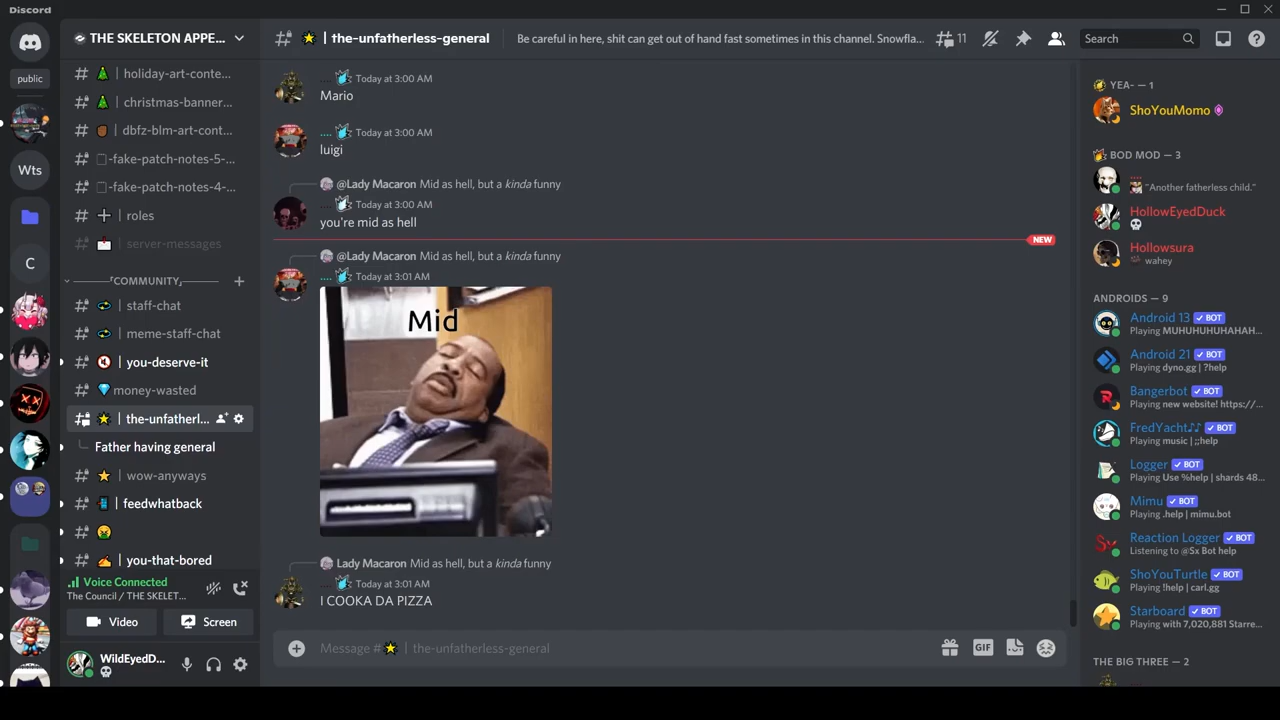 Discord
THE SKELETON APPE...
public
Wts
C
holiday-art-conte...
christmas-banner...
dbfz-blm-art-cont...
-fake-patch-notes-5-...
-fake-patch-notes-4-...
roles
server-messages
「COMMUNITY」
staff-chat
meme-staff-chat
you-deserve-it
money-wasted
the-unfatherl...
Father having general
wow-anyways
feedwhatback
you-that-bored
Voice Connected
The Council / THE SKELET...
Video
Screen
WildEyedD...
the-unfatherless-general
Be careful in here, shit can get out of hand fast sometimes in this channel. Snowfla...
11
Search
.... Today at 3:00 AM
Mario
.... Today at 3:00 AM
luigi
@Lady Macaron Mid as hell, but a kinda funny
.... Today at 3:00 AM
you're mid as hell
NEW
@Lady Macaron Mid as hell, but a kinda funny
.... Today at 3:01 AM
Mid
Lady Macaron Mid as hell, but a kinda funny
.... Today at 3:01 AM
I COOKA DA PIZZA
Message # | the-unfatherless-general
GIF
YEA- — 1
ShoYouMomo
BOD MOD — 3
"Another fatherless child."
HollowEyedDuck
Hollowsura
wahey
ANDROIDS — 9
Android 13 BOT
Playing MUHUHUHUHAHAH...
Android 21 BOT
Playing dyno.gg | ?help
Bangerbot BOT
Playing new website! https://...
FredYacht♪♪ BOT
Playing music | ;;help
Logger BOT
Playing Use %help | shards 48...
Mimu BOT
Playing .help | mimu.bot
Reaction Logger BOT
Listening to @Sx Bot help
ShoYouTurtle BOT
Playing !help | carl.gg
Starboard BOT
Playing with 7,020,881 Starre...
THE BIG THREE — 2